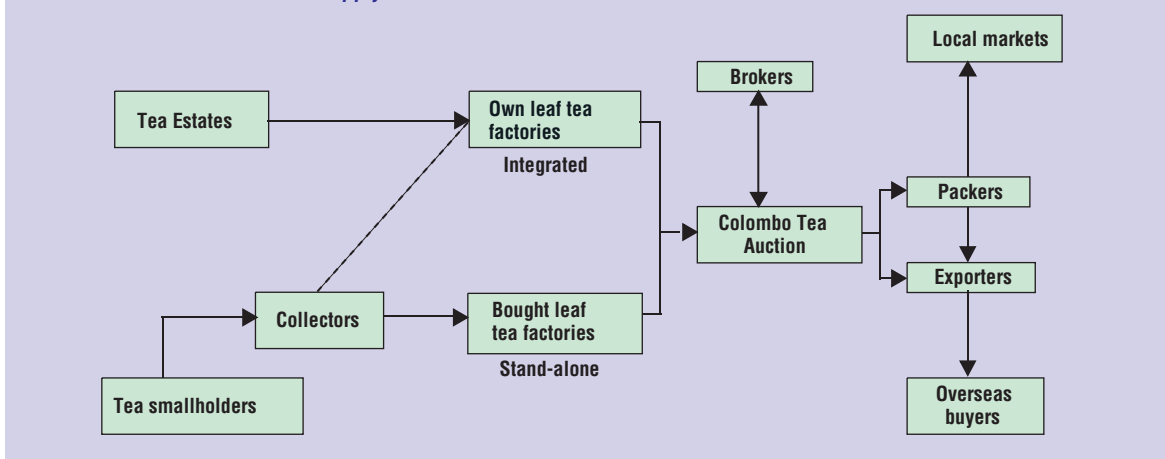 Local markets
Brokers
Tea Estates
Own leaf tea
factories
Integrated
Packers
Colombo Tea
Auction
Exporters
Collectors
Bought leaf
tea factories
Stand-alone
Tea smallholders
Overseas
buyers